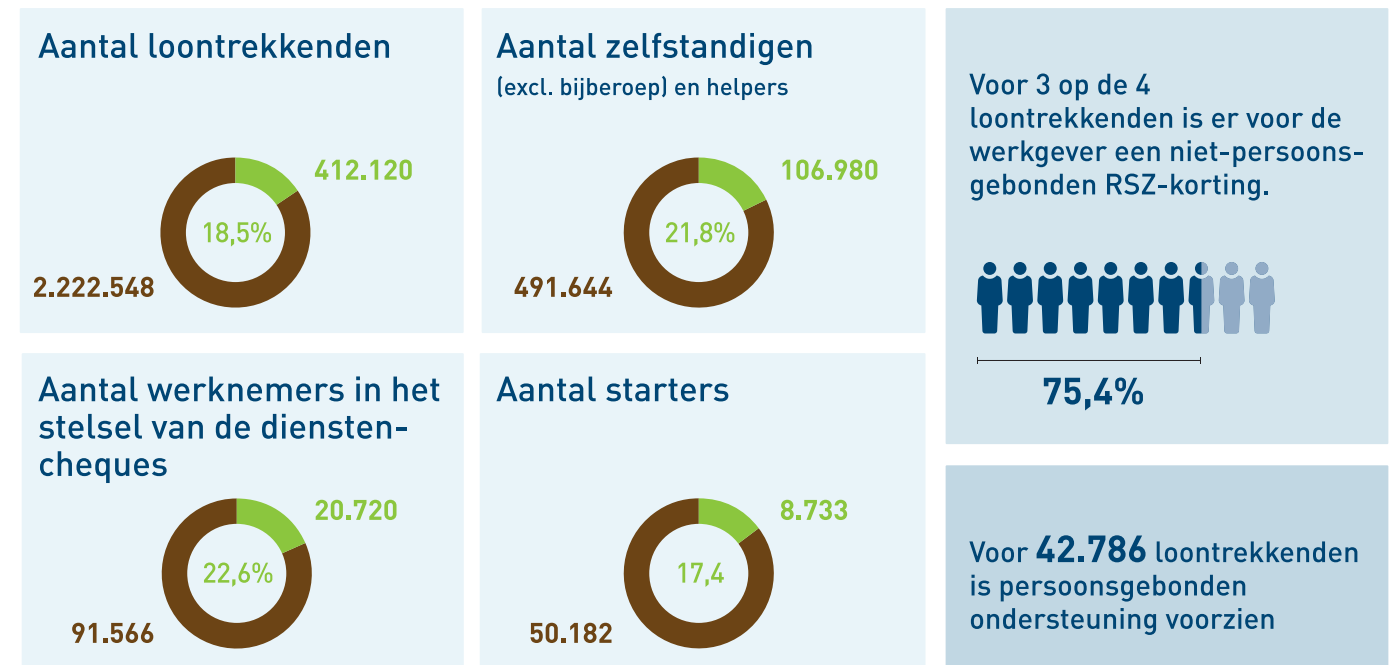 Aantal loontrekkenden
412.120
18,5%
2.222.548
Aantal zelfstandigen
(excl. bijberoep) en helpers
106.980
21,8%
491.644
Voor 3 op de 4
loontrekkenden is er voor de
werkgever een niet-persoons-
gebonden RSZ-korting.
75,4%
Aantal werknemers in het
stelsel van de diensten-
cheques
20.720
22,6%
91.566
Aantal starters
8.733
17,4
50.182
Voor 42.786 loontrekkenden
is persoonsgebonden
ondersteuning voorzien